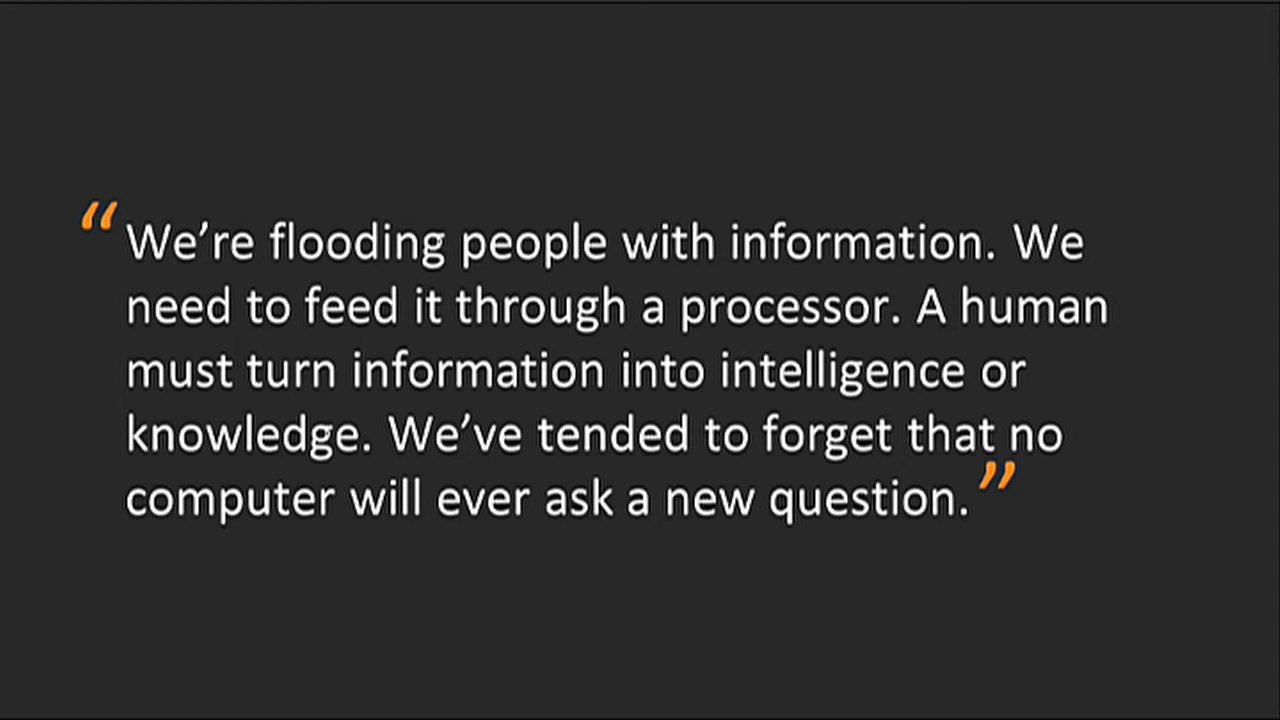 “We’re flooding people with information. We
need to feed it through a processor. A human
must turn information into intelligence or
knowledge. We’ve tended to forget that no
computer will ever ask a new question.”